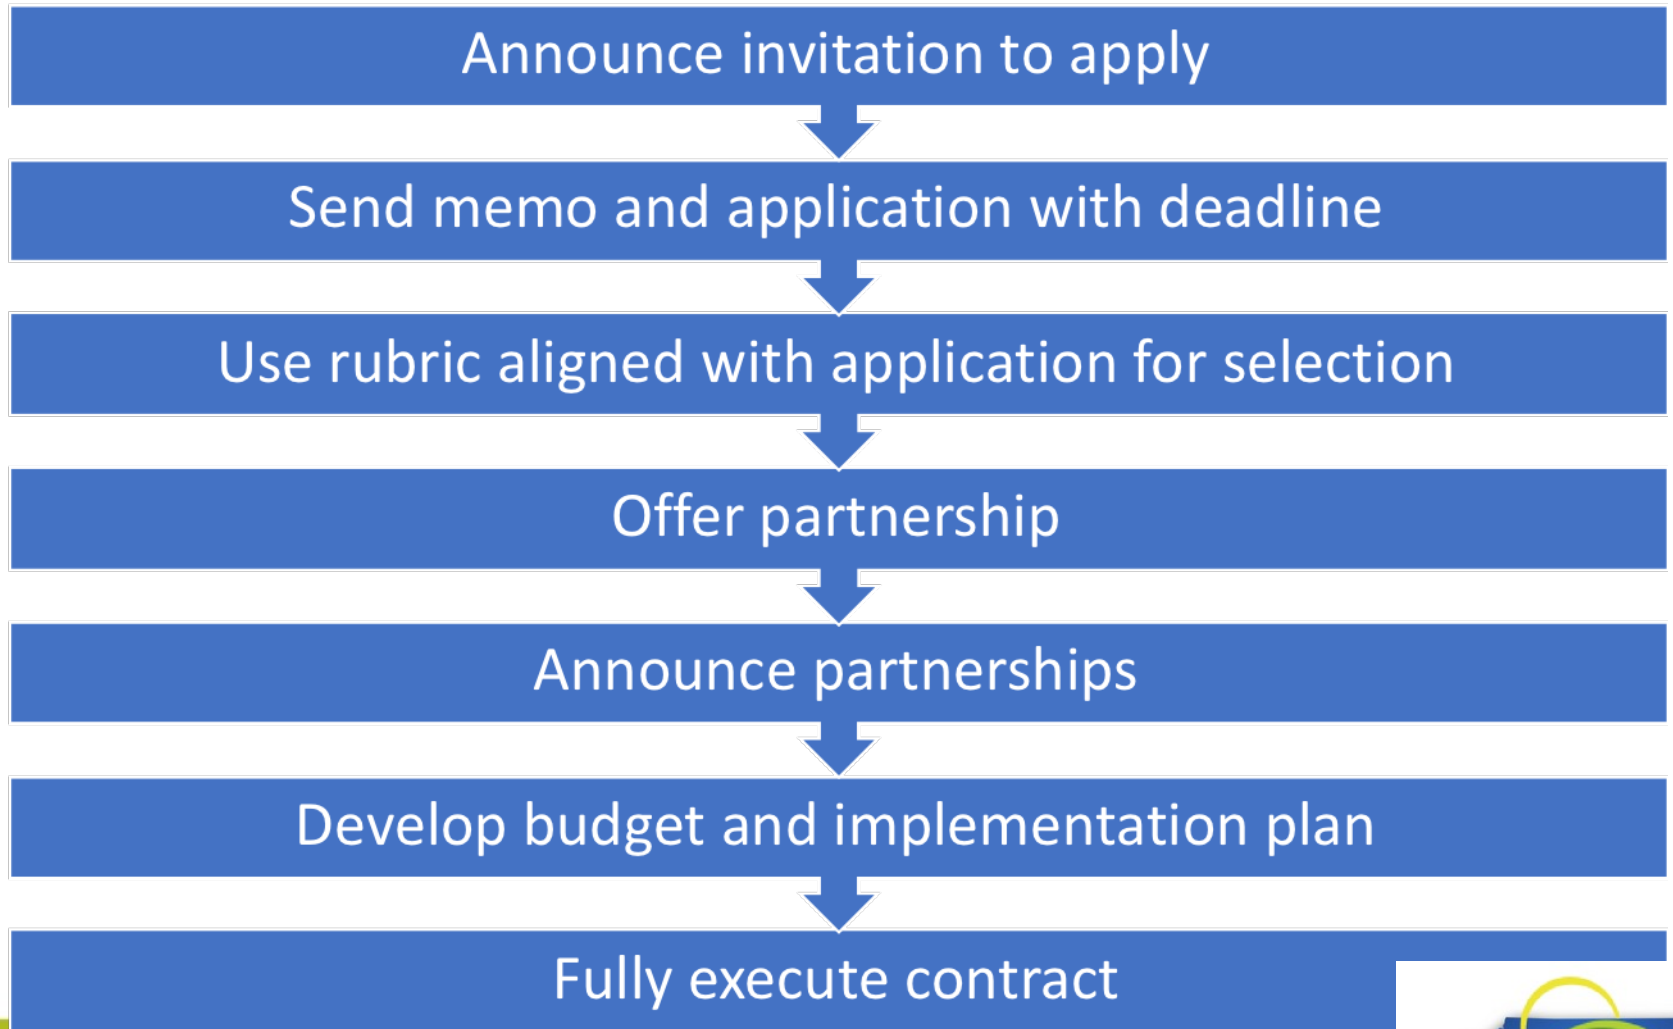 Announce invitation to apply
Send memo and application with deadline
Use rubric aligned with application for selection
Offer partnership
Announce partnerships
Develop budget and implementation plan
Fully execute contract